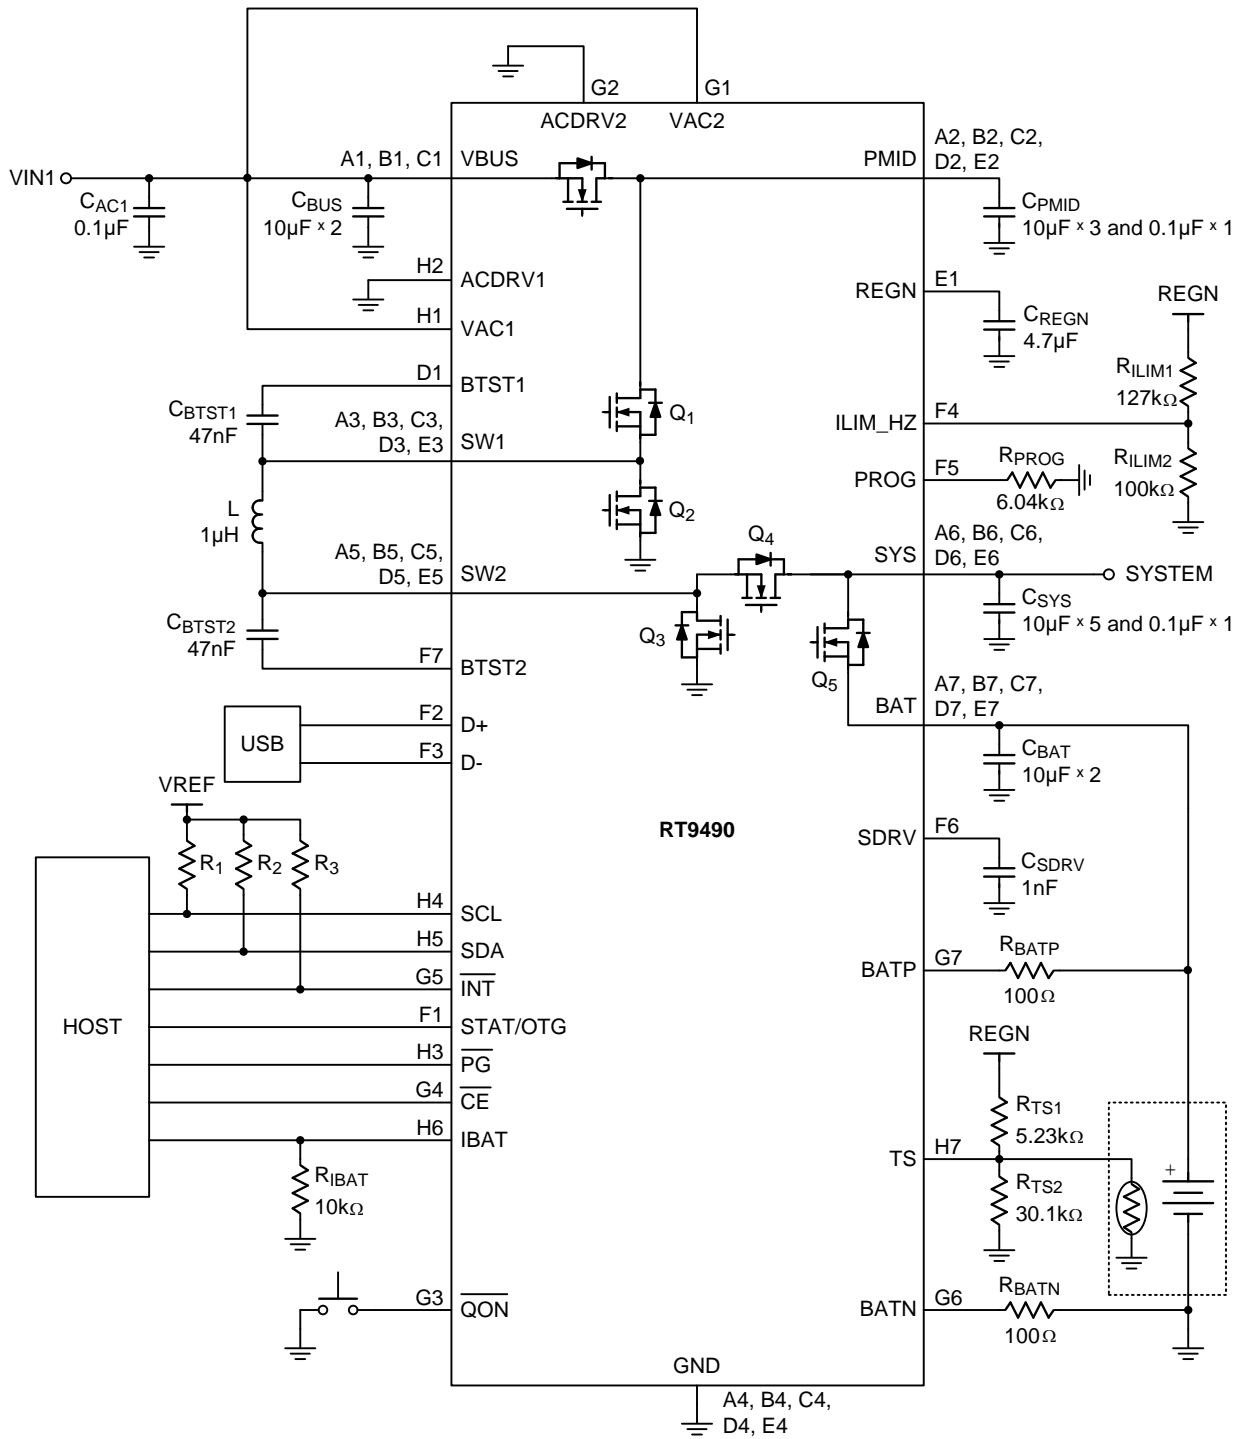 G2
G1
ACDRV2
VAC2
VIN1
A1, B1, C1
VBUS
PMID
A2, B2, C2,
D2, E2
CAC1
0.1µF
CBUS
10µF x 2
CPMID
10µF x 3 and 0.1µF x 1
H2
ACDRV1
REGN
E1
REGN
H1
VAC1
CREGN
4.7µF
D1
BTST1
RILIM1
127kΩ
CBTST1
47nF
A3, B3, C3,
D3, E3
SW1
Q1
ILIM_HZ
F4
PROG
F5
RPROG
6.04kΩ
RILIM2
100kΩ
L
1µH
Q2
A5, B5, C5,
D5, E5
SW2
Q4
SYS
A6, B6, C6,
D6, E6
SYSTEM
CBTST2
47nF
Q3
Q5
CSYS
10µF x 5 and 0.1µF x 1
F7
BTST2
BAT
A7, B7, C7,
D7, E7
USB
F2
D+
F3
D-
CBAT
10µF x 2
VREF
RT9490
SDRV
F6
R1
R2
R3
CSDRV
1nF
HOST
H4
SCL
H5
SDA
G5
INT
F1
STAT/OTG
H3
PG
G4
CE
H6
IBAT
BATP
G7
RBATP
100Ω
REGN
RTS1
5.23kΩ
TS
H7
RTS2
30.1kΩ
+
RIBAT
10kΩ
G3
QON
BATN
G6
RBATN
100Ω
GND
A4, B4, C4,
D4, E4